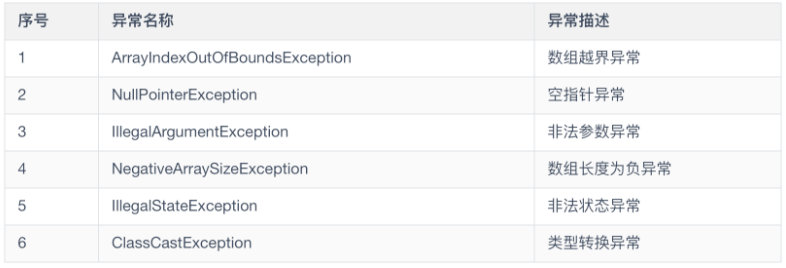 序号 异常名称 异常描述
1 ArrayIndexOutOfBoundsException 数组越界异常
2 NullPointerException 空指针异常
3 IllegalArgumentException 非法参数异常
4 NegativeArraySizeException 数组长度为负异常
5 IllegalStateException 非法状态异常
6 ClassCastException 类型转换异常